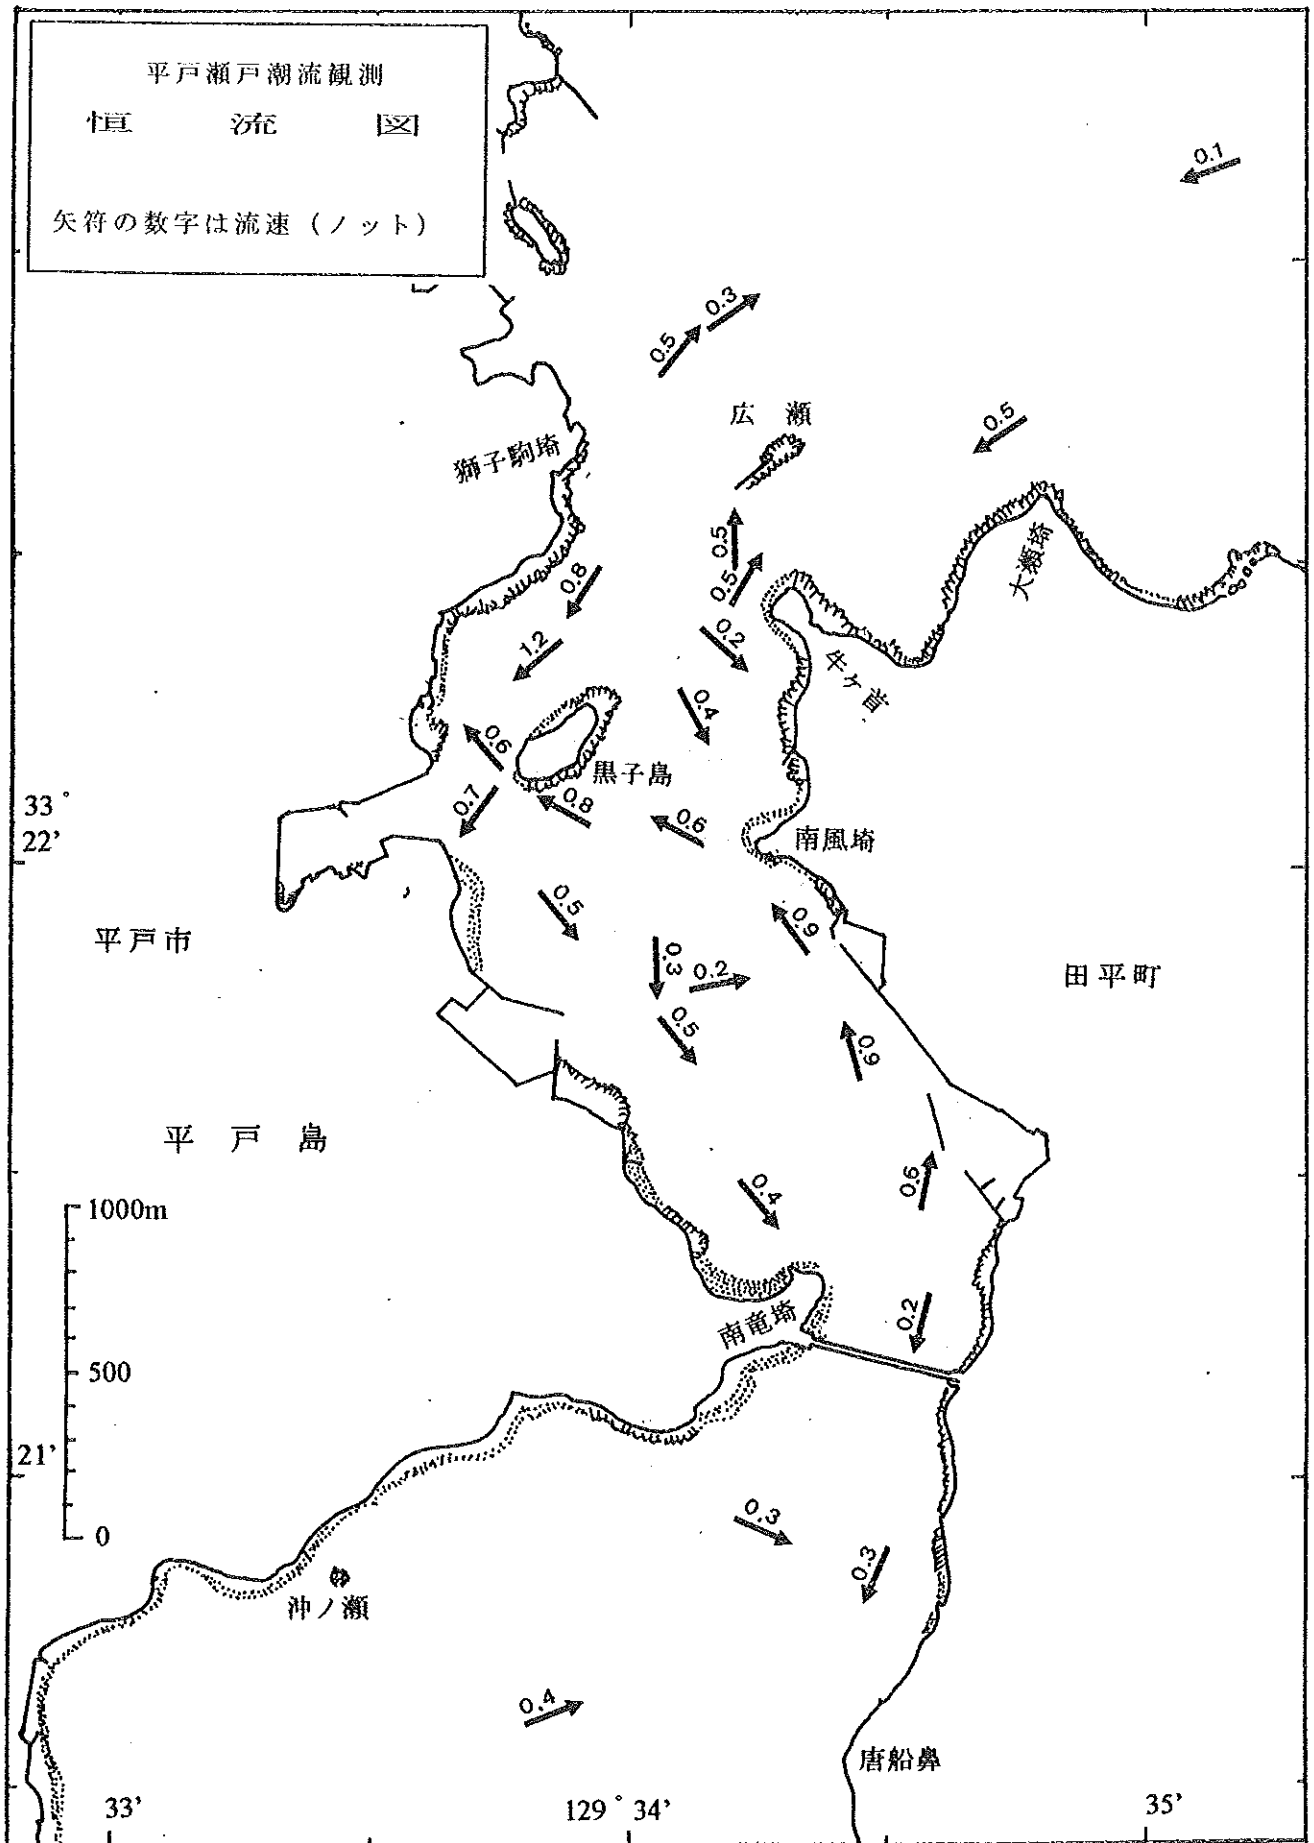 平戸瀬戸潮流観測
恒流図
矢符の数字は流速(ノット)
0.1
0.3
0.5
広瀬
0.5
獅子駒埼
0.5
大瀬埼
0.8
0.5
0.2
1.2
牛ヶ首
0.4
0.6
黒子島
33°
22'
0.7
0.8
0.6
南風埼
0.5
0.9
平戸市
0.3
0.2
田平町
0.5
0.9
平戸島
0.4
0.6
1000m
0.2
南竜埼
500
21'
0.3
0
0.3
沖ノ瀬
0.4
唐船鼻
33'
129°34'
35'